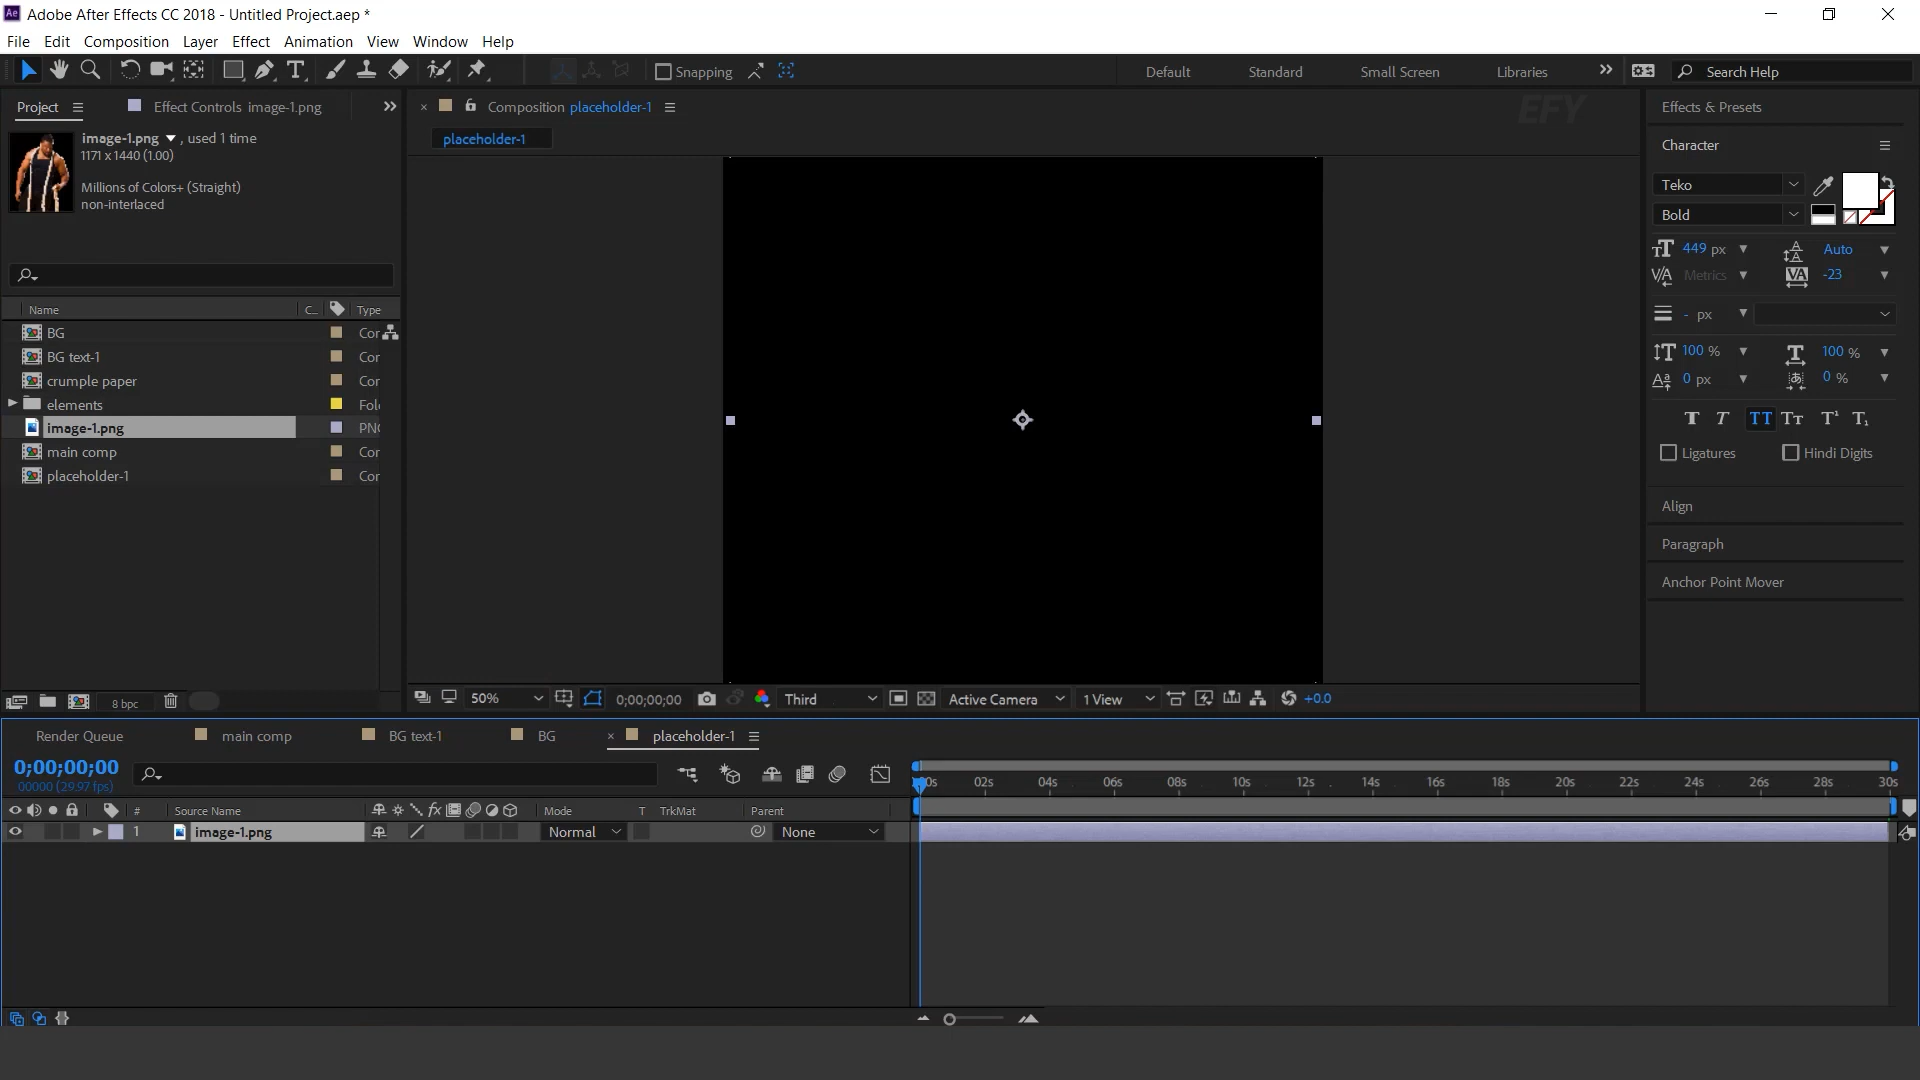 Adobe After Effects CC 2018 - Untitled Project.aep *
File Edit Composition Layer Effect Animation View Window Help
Snapping Default Standard Small Screen Libraries Search Help
Project Effect Controls image-1.png Composition placeholder-1 EFY Effects & Presets
placeholder-1
image-1.png , used 1 time
1171 x 1440 (1.00)
Millions of Colors+ (Straight)
non-interlaced
Character
Teko
Bold
449 px Auto
Metrics -23
- px
100 % 100 %
0 px 0 %
Ligatures Hindi Digits
Align
Paragraph
Anchor Point Mover
Name C... Type
BG Cor
BG text-1 Cor
crumple paper Cor
elements Fol
image-1.png PNG
main comp Cor
placeholder-1 Cor
8 bpc
50% 0;00;00;00 Third Active Camera 1 View +0.0
Render Queue main comp BG text-1 BG placeholder-1
0;00;00;00
00000 (29.97 fps)
00s 02s 04s 06s 08s 10s 12s 14s 16s 18s 20s 22s 24s 26s 28s 30s
# Source Name Mode T TrkMat Parent
1 image-1.png Normal None